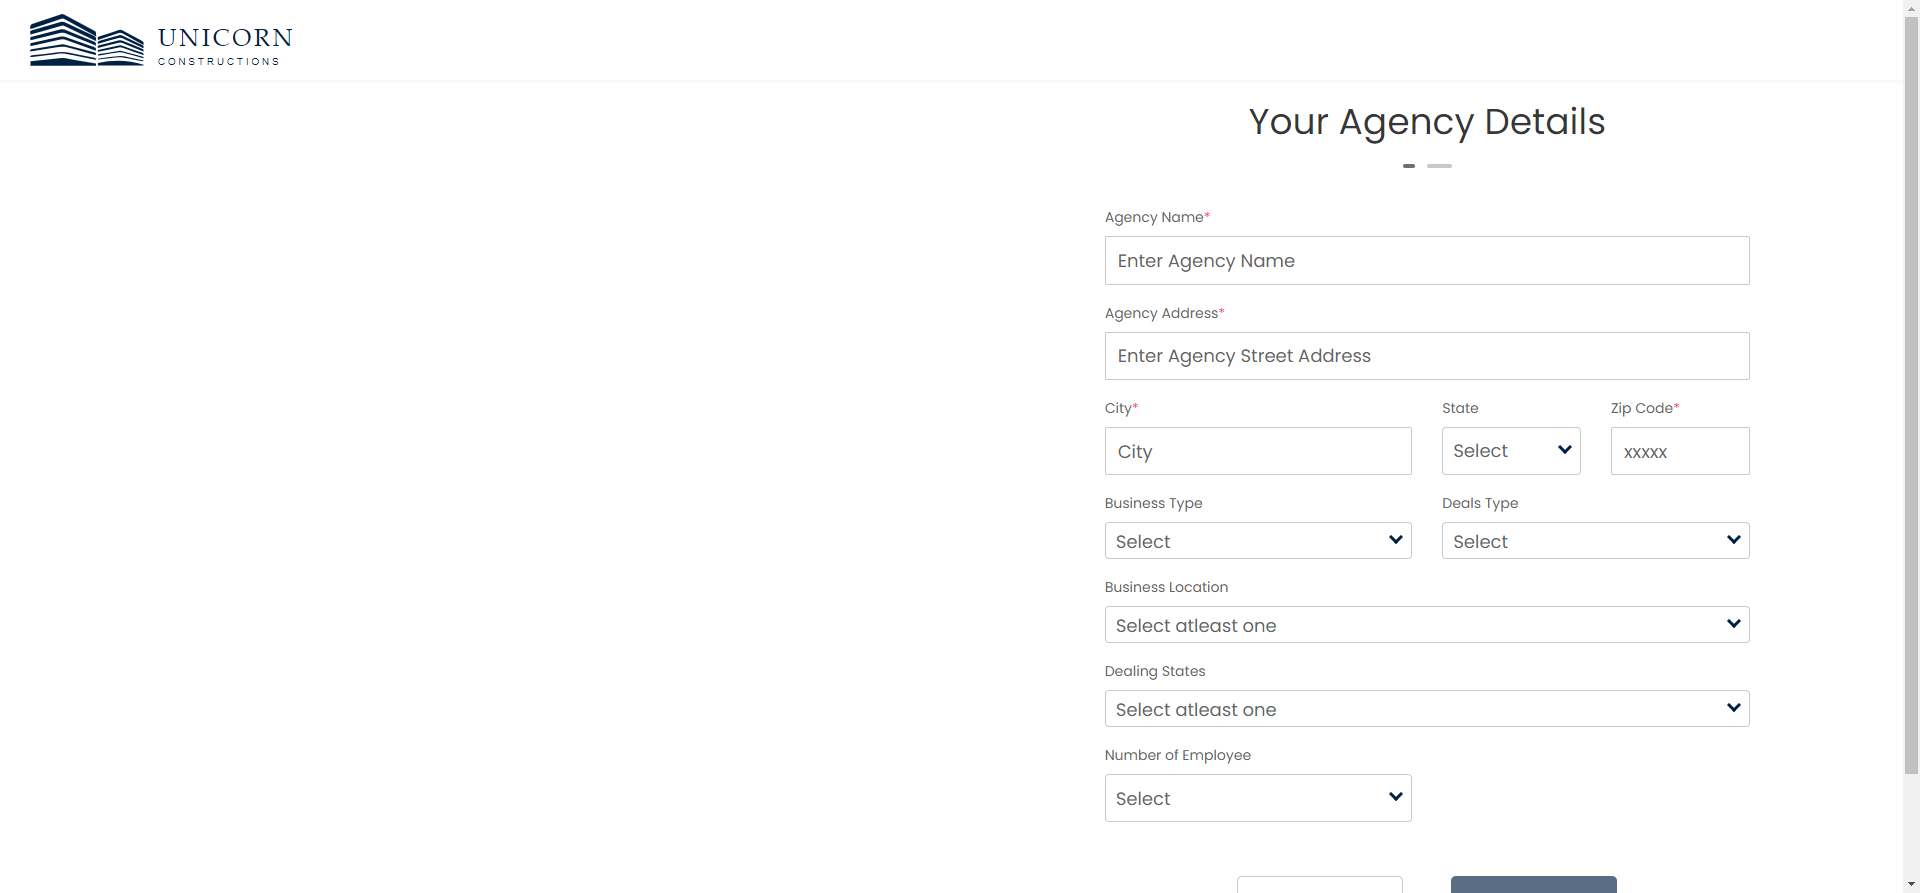 UNICORN
CONSTRUCTIONS
Your Agency Details
Agency Name*
Enter Agency Name
Agency Address*
Enter Agency Street Address
City* State Zip Code*
City Select xxxxx
Business Type Deals Type
Select Select
Business Location
Select atleast one
Dealing States
Select atleast one
Number of Employee
Select